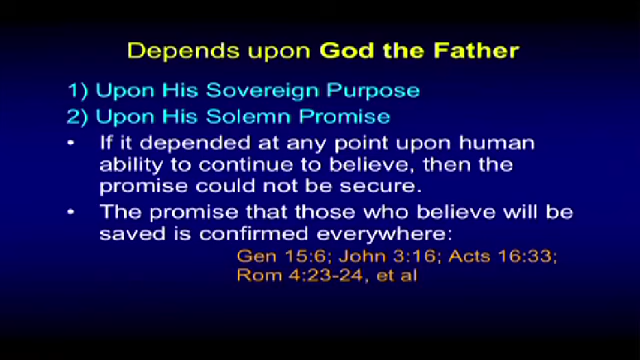 Depends upon God the Father
1) Upon His Sovereign Purpose
2) Upon His Solemn Promise
• If it depended at any point upon human
ability to continue to believe, then the
promise could not be secure.
• The promise that those who believe will be
saved is confirmed everywhere:
Gen 15:6; John 3:16; Acts 16:33;
Rom 4:23-24, et al